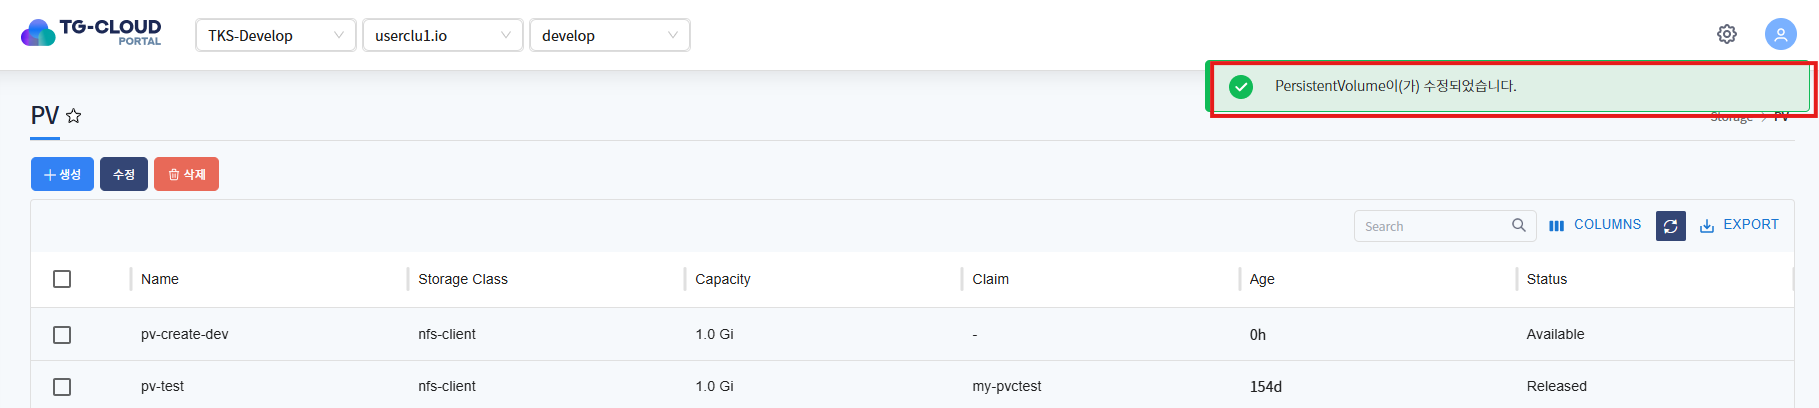 TG-CLOUD
PORTAL
TKS-Develop
userclu1.io
develop
PersistentVolume이(가) 수정되었습니다.
PV
Storage > PV
생성
수정
삭제
Search
COLUMNS
EXPORT
Name
Storage Class
Capacity
Claim
Age
Status
pv-create-dev
nfs-client
1.0 Gi
-
0h
Available
pv-test
nfs-client
1.0 Gi
my-pvctest
154d
Released